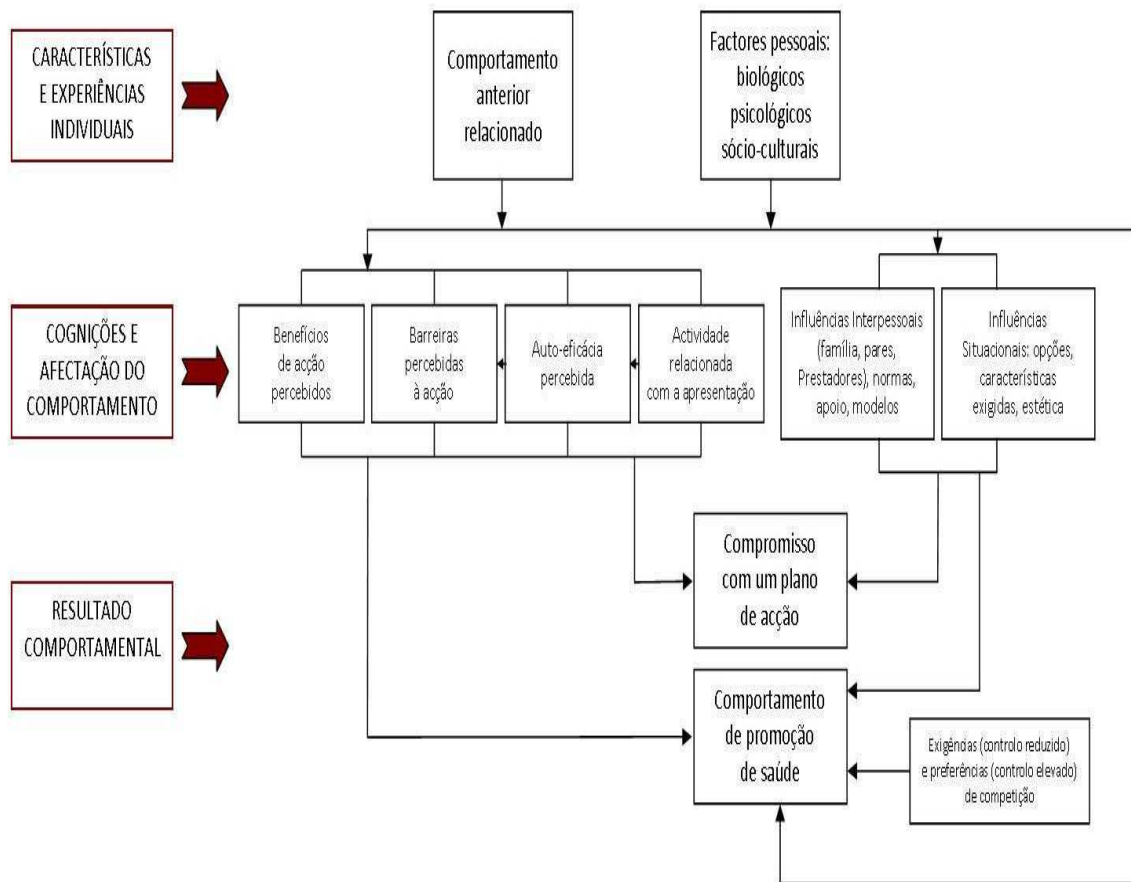 CARACTERÍSTICAS
E EXPERIÊNCIAS
INDIVIDUAIS
Comportamento
anterior
relacionado
Factores pessoais:
biológicos
psicológicos
sócio-culturais
COGNIÇÕES E
AFECTAÇÃO DO
COMPORTAMENTO
Benefícios
de acção
percebidos
Barreiras
percebidas
à acção
Auto-eficácia
percebida
Actividade
relacionada
com a apresentação
Influências Interpessoais
(família, pares,
Prestadores), normas,
apoio, modelos
Influências
Situacionais: opções,
características
exigidas, estética
Compromisso
com um plano
de acção
RESULTADO
COMPORTAMENTAL
Comportamento
de promoção
de saúde
Exigências (controlo reduzido)
e preferências (controlo elevado)
de competição